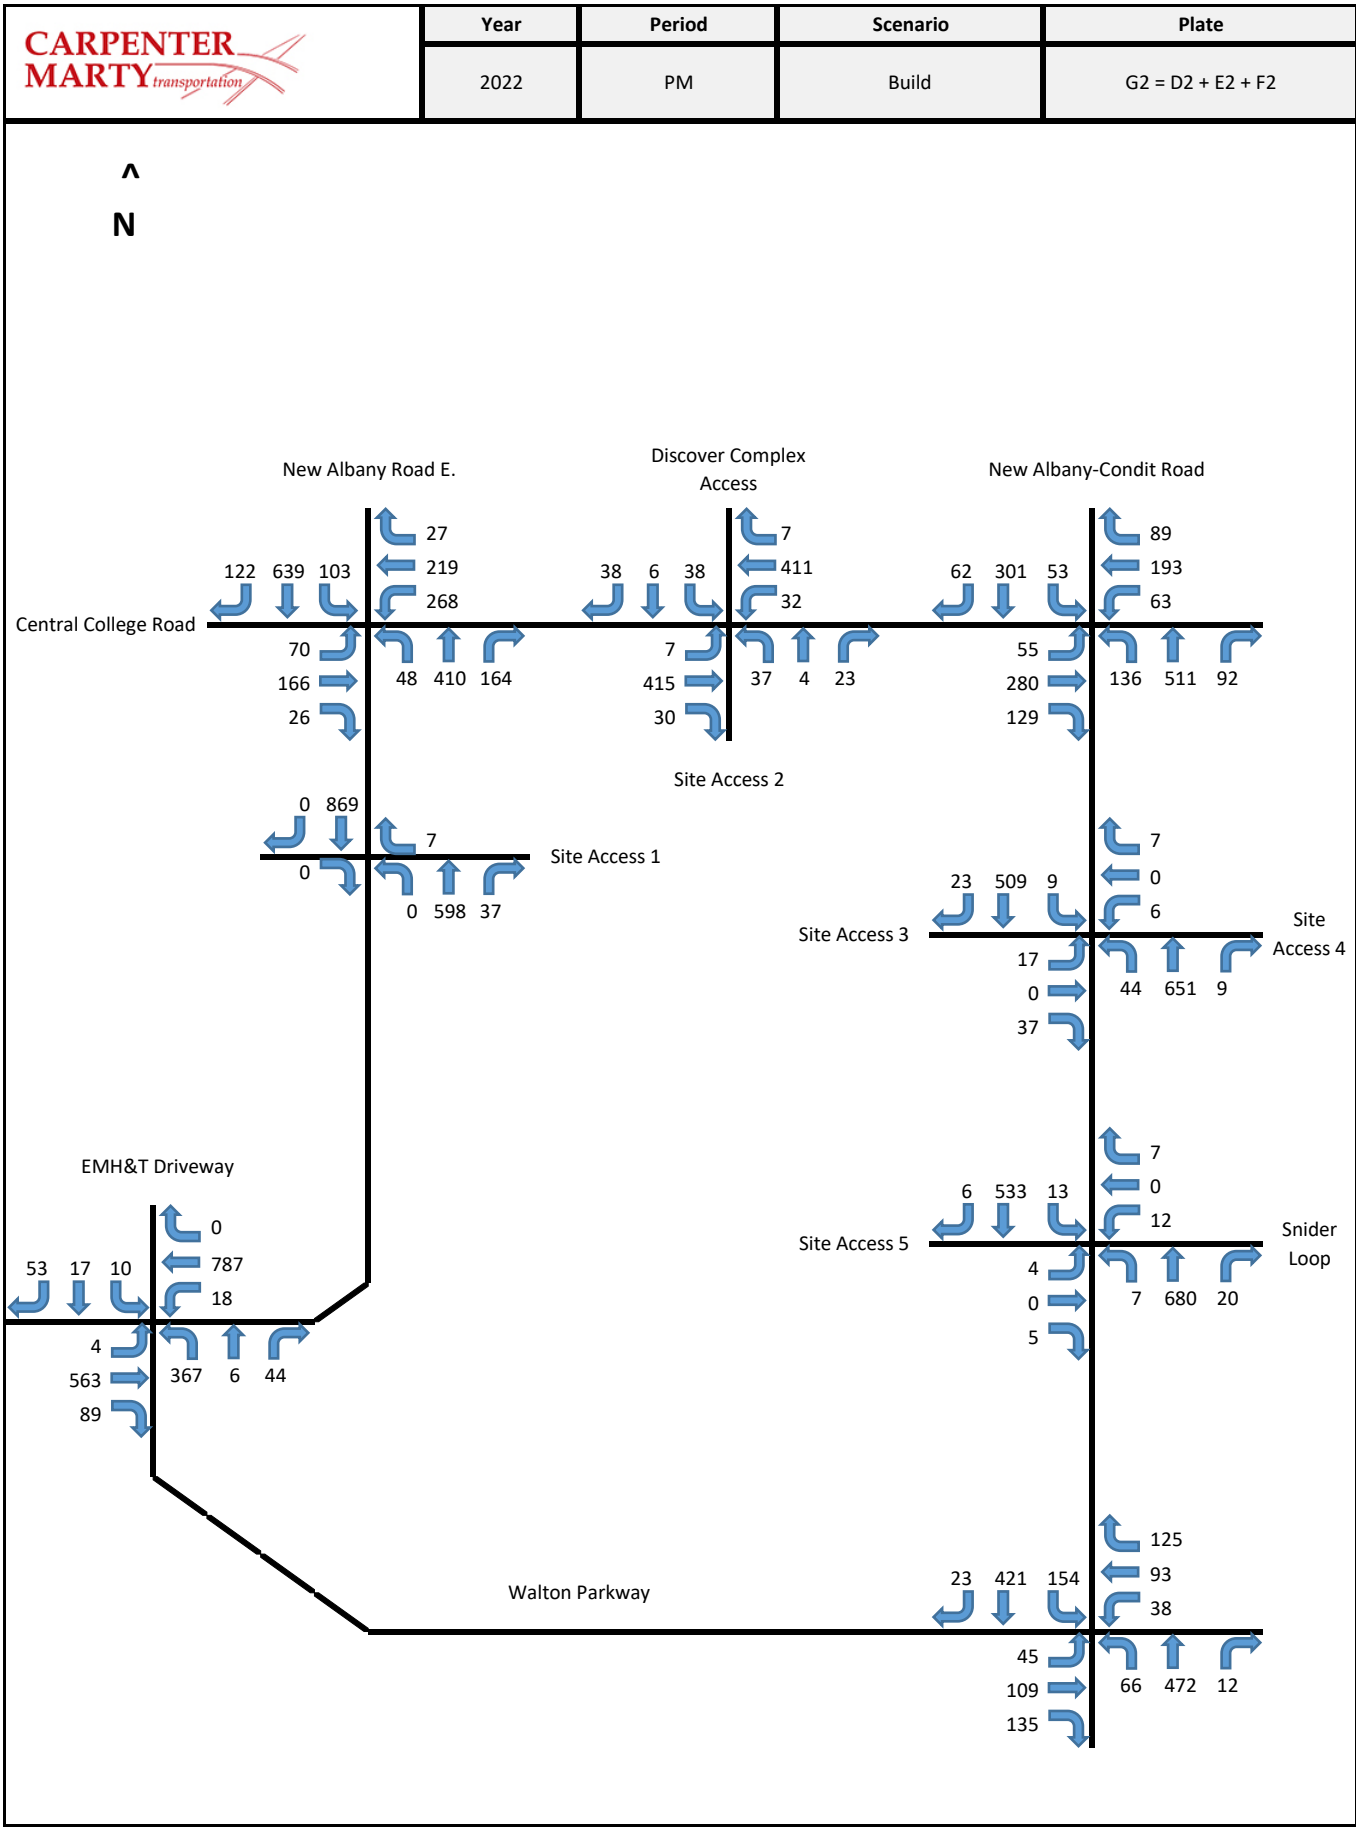 CARPENTER
MARTY transportation
Year Period Scenario Plate
2022 PM Build G2 = D2 + E2 + F2
^
N
New Albany Road E.
Discover Complex
Access
New Albany-Condit Road
27
219
268
122 639 103
Central College Road
70
166
26
48 410 164
7
411
32
38 6 38
7
415
30
37 4 23
Site Access 2
89
193
63
62 301 53
55
280
129
136 511 92
0 869
7
0
0 598 37
Site Access 1
7
0
6
23 509 9
Site Access 3
Site
Access 4
17
0
37
44 651 9
EMH&T Driveway
0
787
18
53 17 10
4
563
89
367 6 44
7
0
12
6 533 13
Site Access 5
Snider
Loop
4
0
5
7 680 20
Walton Parkway
125
93
38
23 421 154
45
109
135
66 472 12